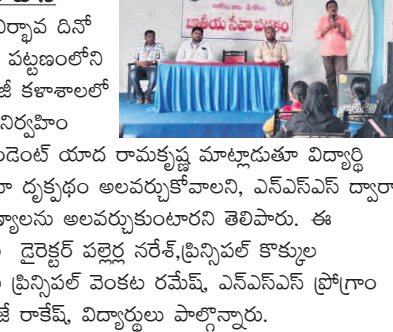 ర్భావ దినో
పట్టణంలోని
జీ కళాశాలలో
నిర్వహిం
జాతీయ సేవా పథకం
డెంట్ యాద రామకృష్ణ మాట్లాడుతూ విద్యార్థి
దృక్పథం అలవర్చుకోవాలని, ఎన్ఎస్ఎస్ ద్వారా
ణ్యాలను అలవర్చుకుంటారని తెలిపారు. ఈ
డైరెక్టర్ పల్లెర్ల నరేశ్,ప్రిన్సిపల్ కొక్కుల
ప్రిన్సిపల్ వెంకట రమేష్, ఎన్ఎస్ఎస్ ప్రోగ్రాం
జే రాకేష్, విద్యార్థులు పాల్గొన్నారు.